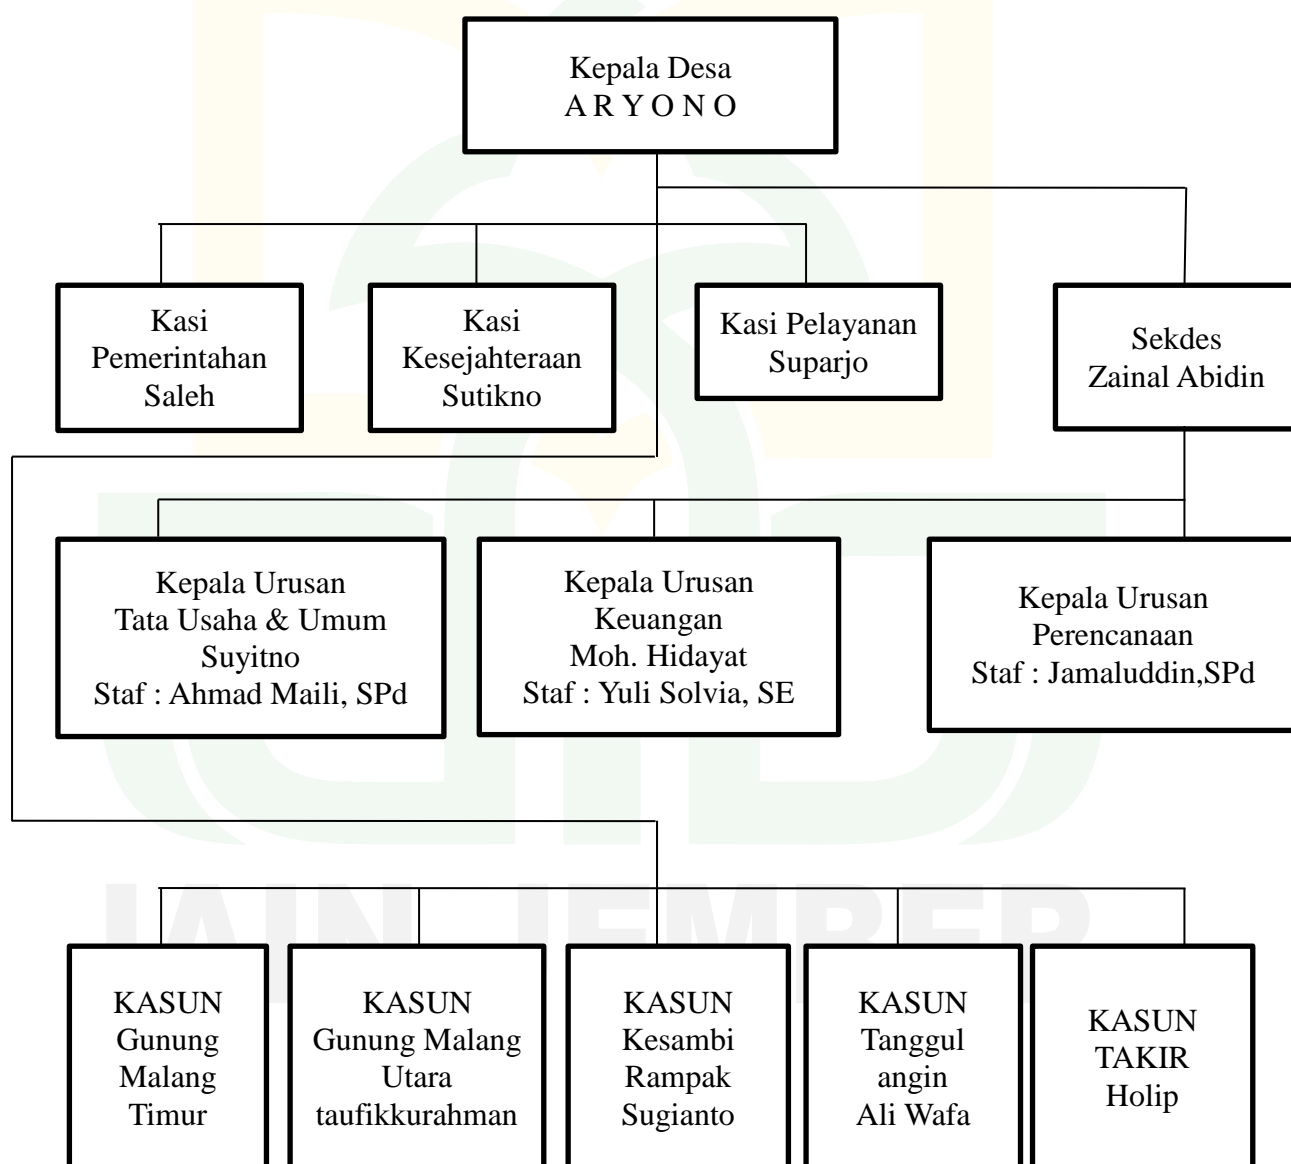 Kepala Desa
A R Y O N O
Kasi
Pemerintahan
Saleh
Kasi
Kesejahteraan
Sutikno
Kasi Pelayanan
Suparjo
Sekdes
Zainal Abidin
Kepala Urusan
Tata Usaha & Umum
Suyitno
Staf : Ahmad Maili, SPd
Kepala Urusan
Keuangan
Moh. Hidayat
Staf : Yuli Solvia, SE
Kepala Urusan
Perencanaan
Staf : Jamaluddin,SPd
IAIN JEMBER
KASUN
Gunung
Malang
Timur
KASUN
Gunung Malang
Utara
taufikkurahman
KASUN
Kesambi
Rampak
Sugianto
KASUN
Tanggul
angin
Ali Wafa
KASUN
TAKIR
Holip